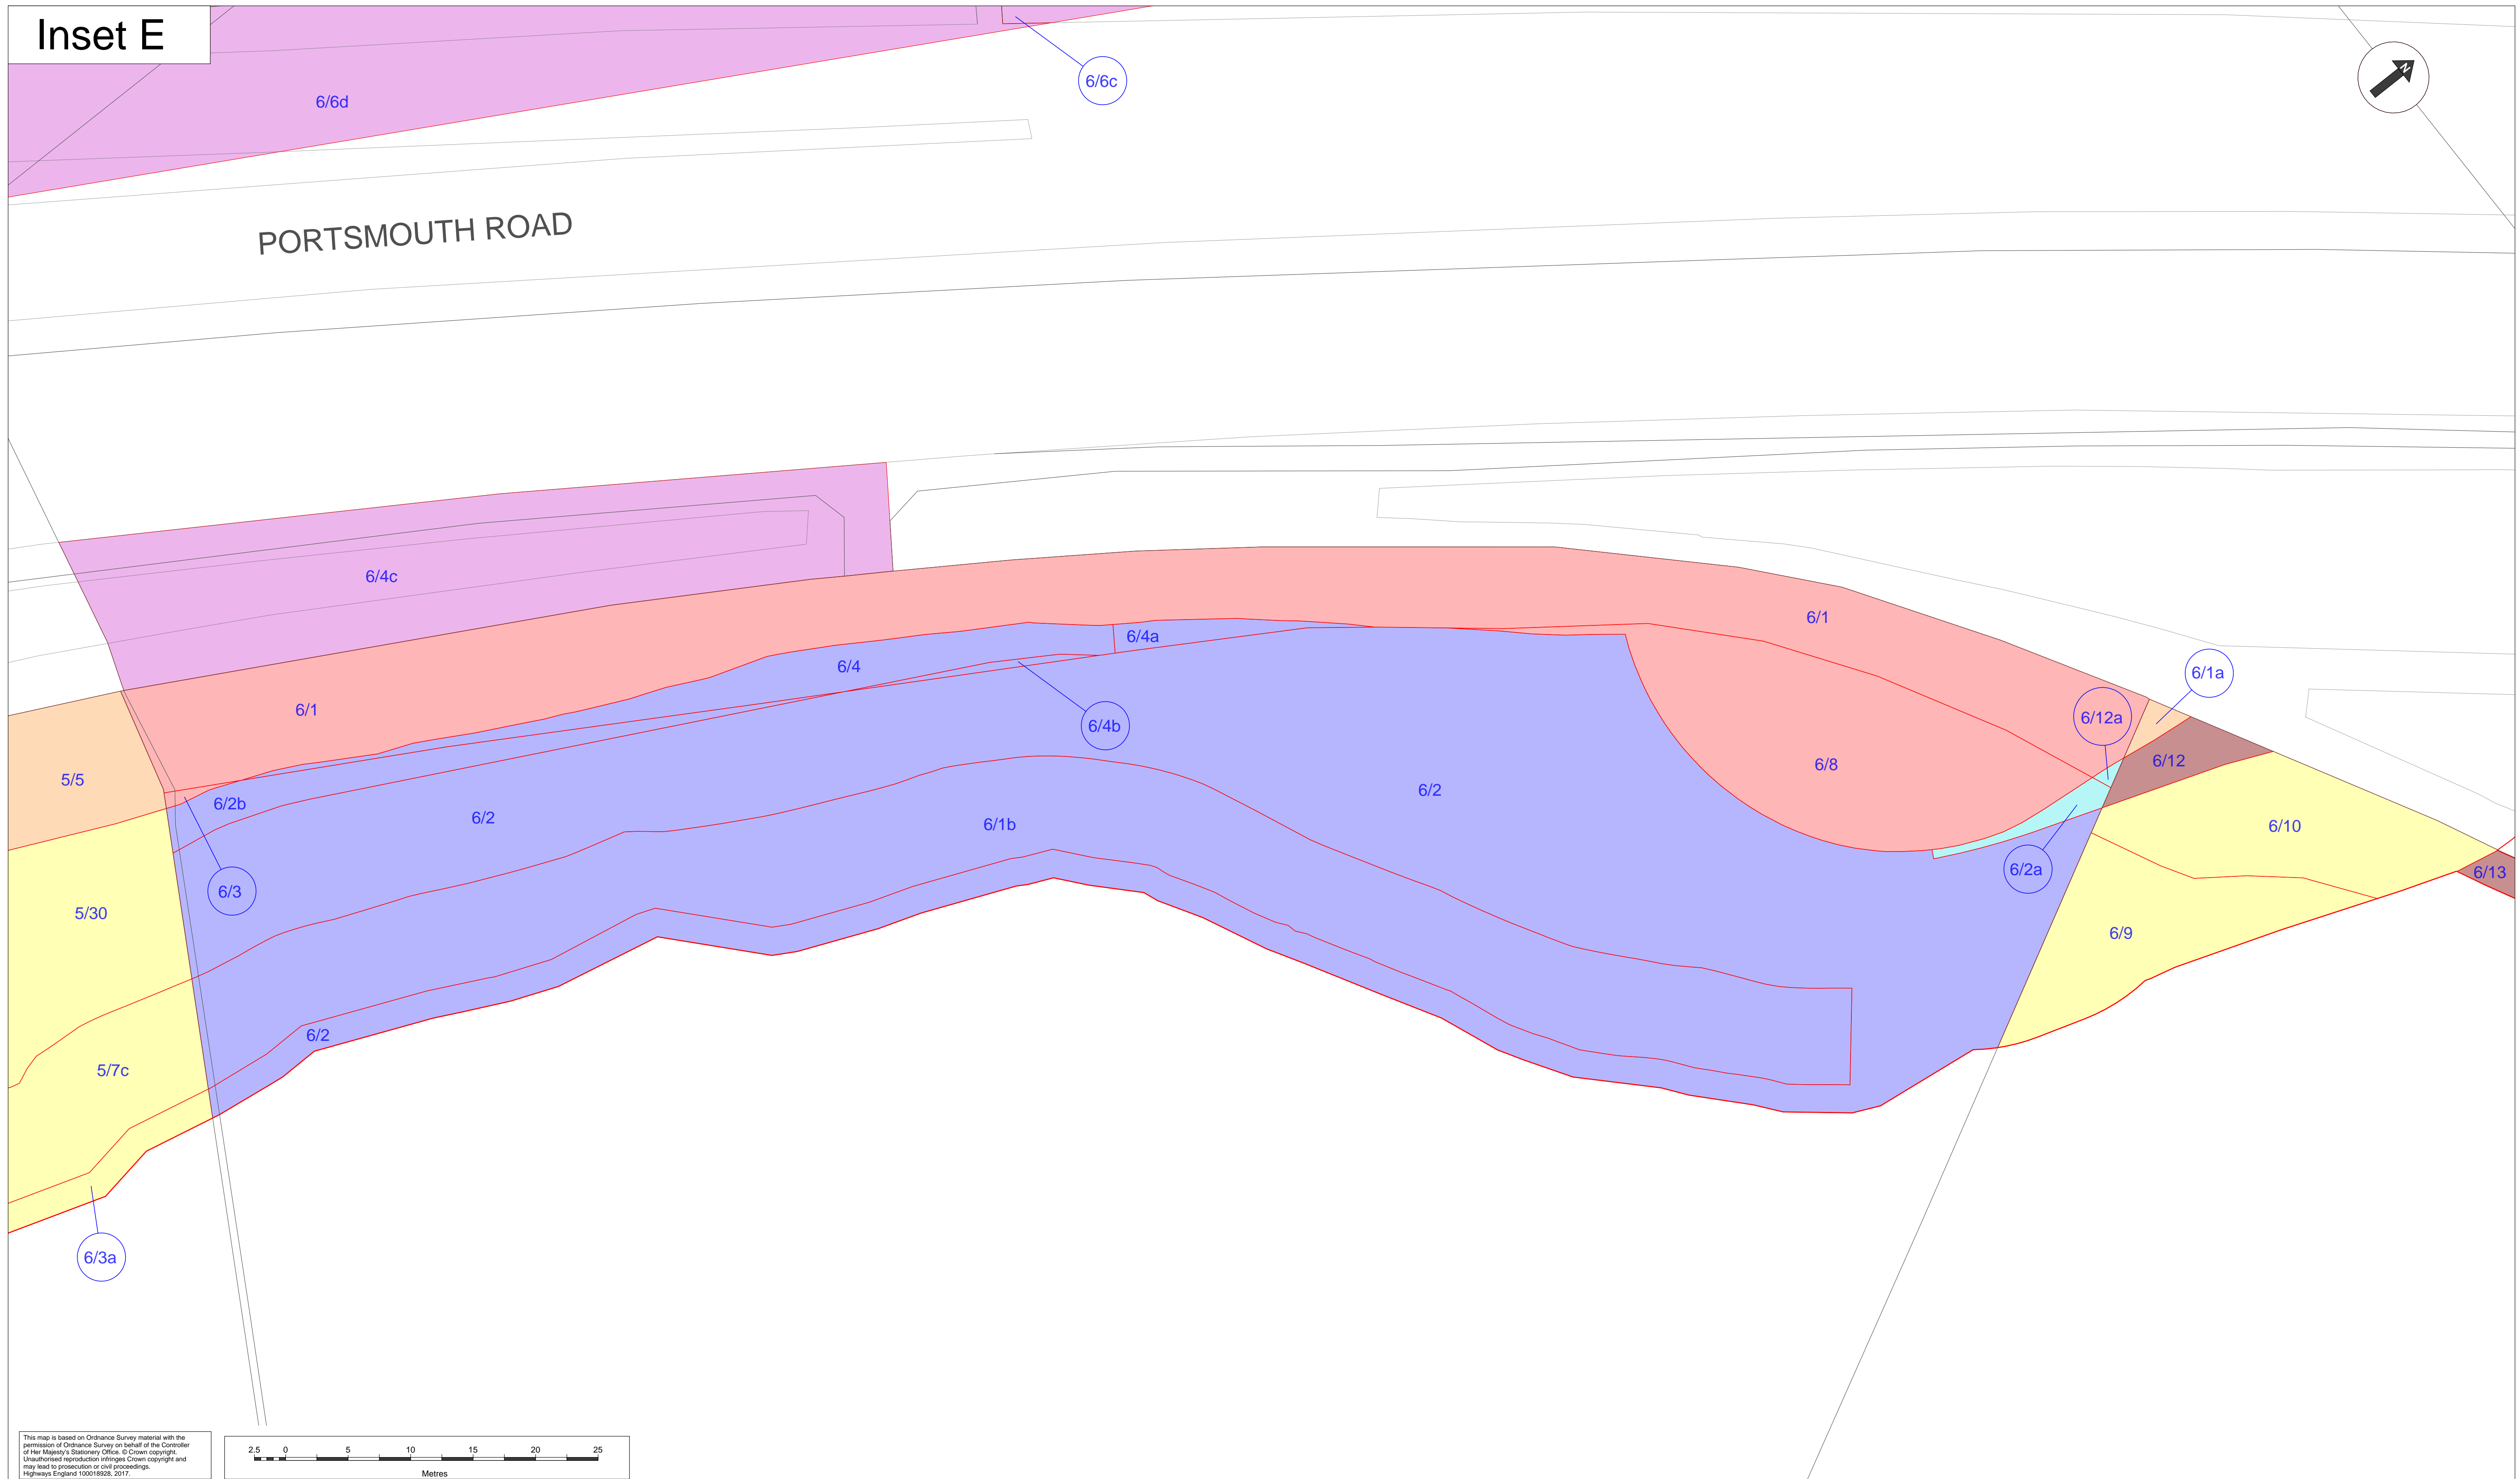 Inset E
N
6/6c
6/6d
PORTSMOUTH ROAD
6/4c
6/1
6/4a
6/4
6/1a
6/1
6/12a
6/4b
6/12
6/8
5/5
6/2
6/2b
6/2
6/1b
6/10
6/2a
6/13
6/3
5/30
6/9
6/2
5/7c
6/3a
This map is based on Ordnance Survey material with the
permission of Ordnance Survey on behalf of the Controller
of Her Majesty's Stationery Office. © Crown copyright.
Unauthorised reproduction infringes Crown copyright and
may lead to prosecution or civil proceedings.
Highways England 100018928, 2017.
2.5 0 5 10 15 20 25
Metres